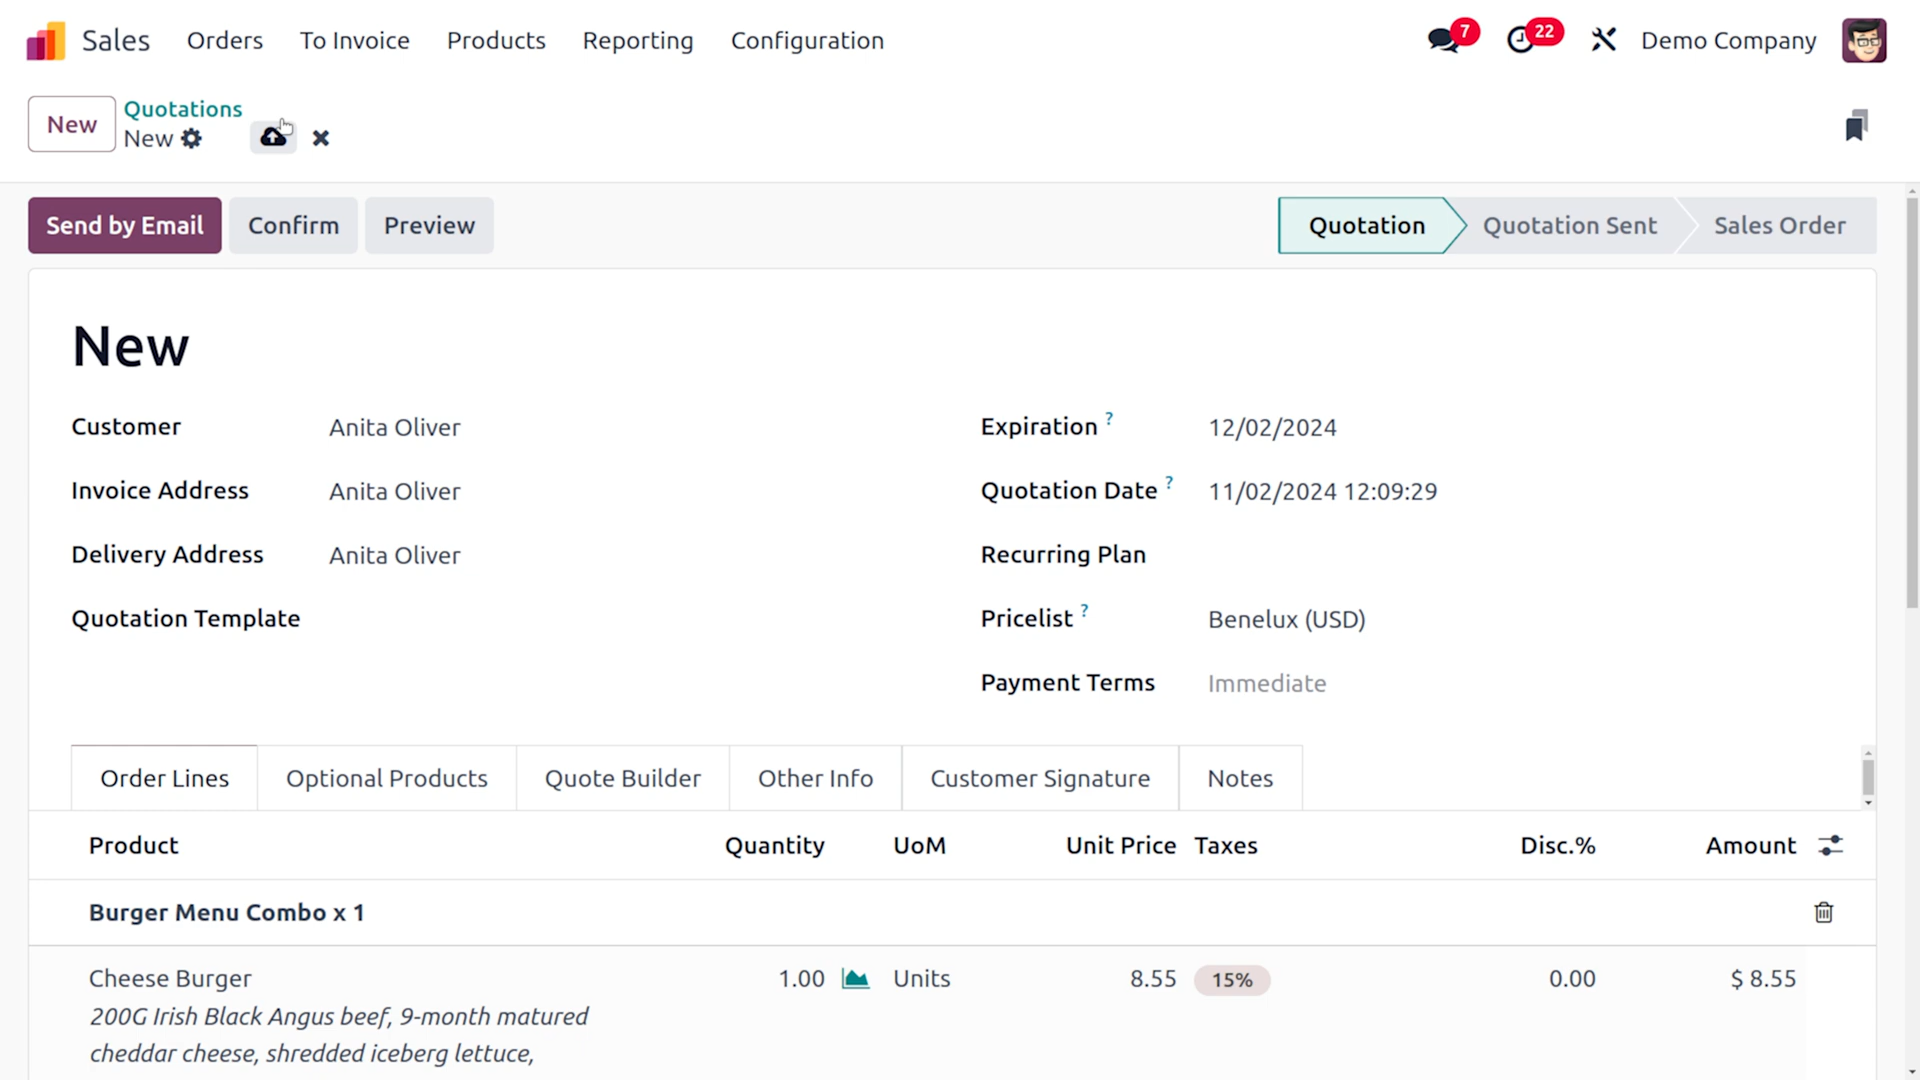 Sales Orders To Invoice Products Reporting Configuration 7 22 Demo Company
New Quotations
New
Send by Email Confirm Preview Quotation Quotation Sent Sales Order
New
Customer Anita Oliver Expiration ? 12/02/2024
Invoice Address Anita Oliver Quotation Date ? 11/02/2024 12:09:29
Delivery Address Anita Oliver Recurring Plan
Quotation Template Pricelist ? Benelux (USD)
Payment Terms Immediate
Order Lines Optional Products Quote Builder Other Info Customer Signature Notes
Product Quantity UoM Unit Price Taxes Disc.% Amount
Burger Menu Combo x 1
Cheese Burger 1.00 Units 8.55 15% 0.00 $ 8.55
200G Irish Black Angus beef, 9-month matured
cheddar cheese, shredded iceberg lettuce,